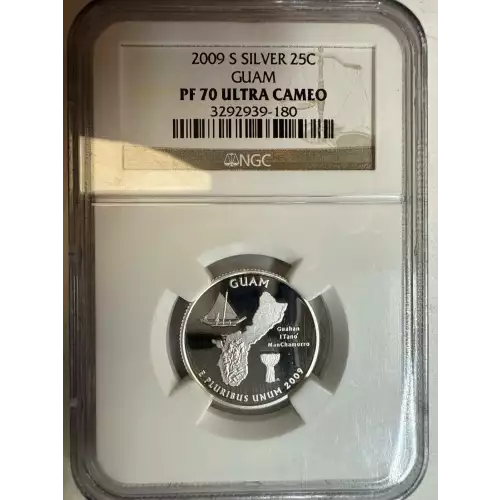 2009 S SILVER 25C
GUAM
PF 70 ULTRA CAMEO
3292939-180
NGC
GUAM
Guahan
I Tano'
ManChamorro
E PLURIBUS UNUM 2009